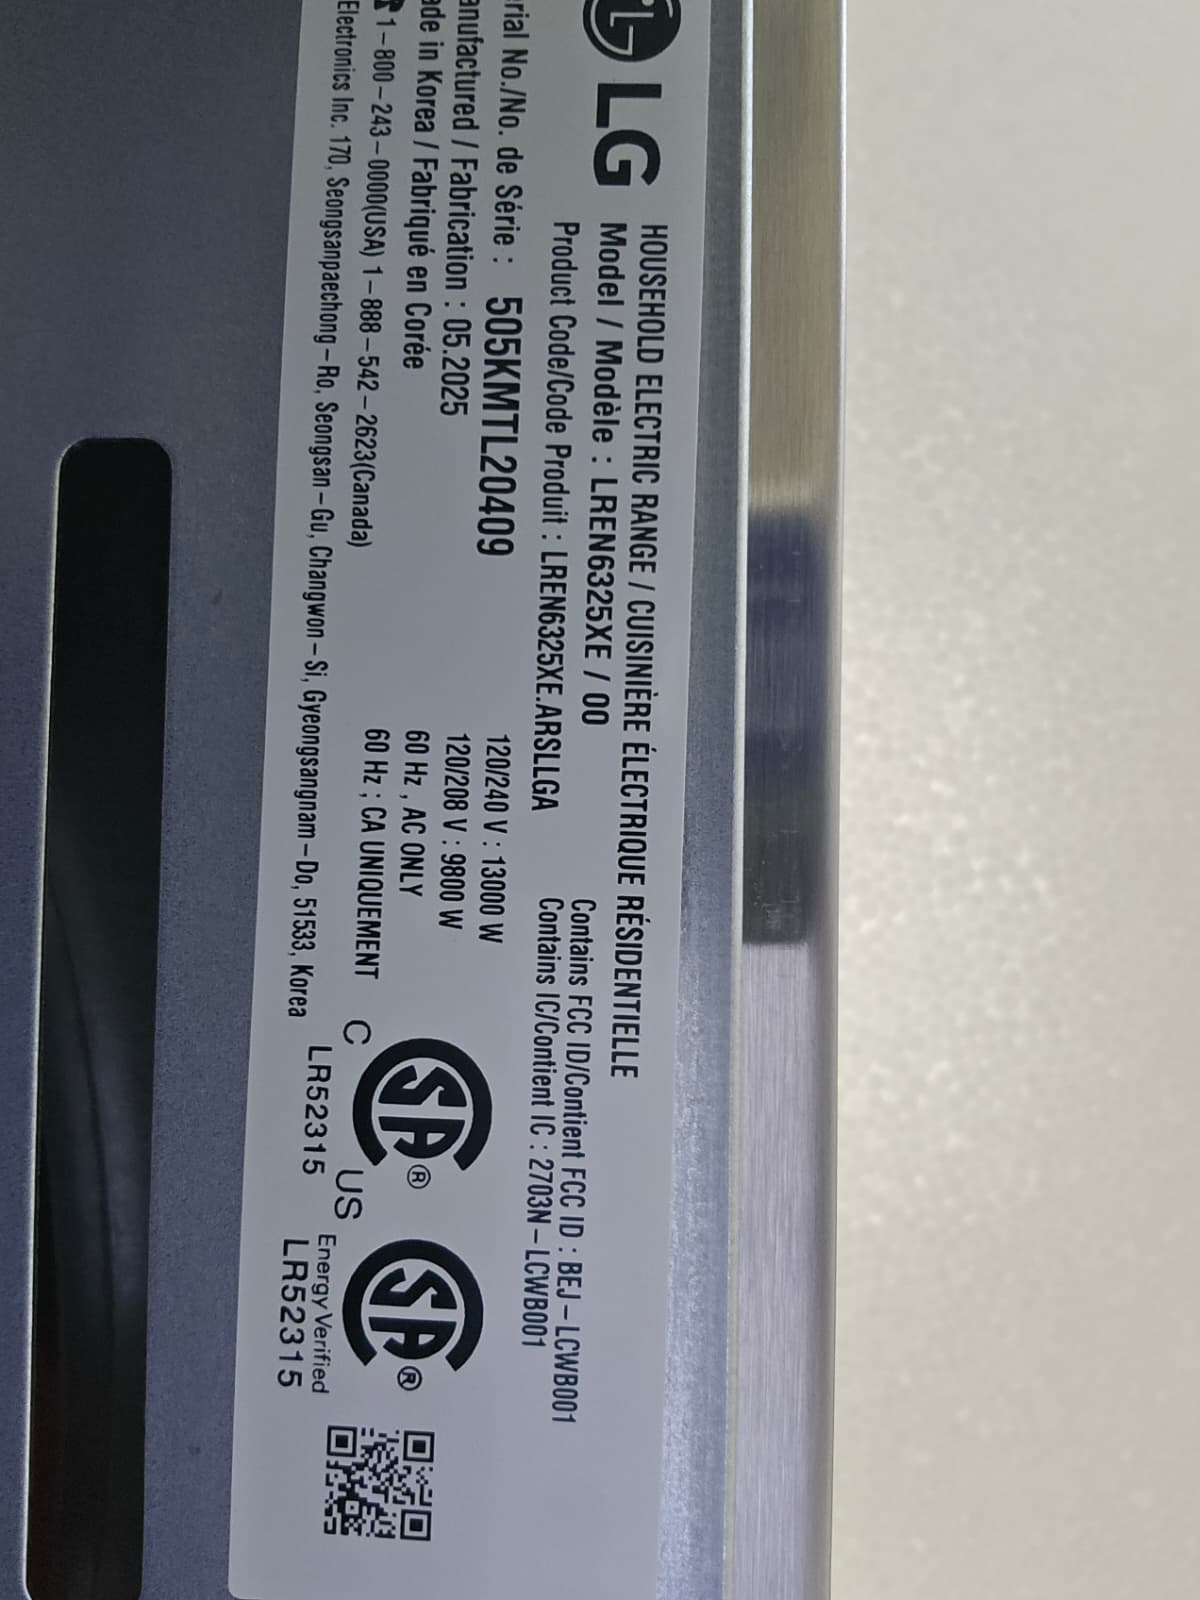 LG
HOUSEHOLD ELECTRIC RANGE / CUISINIÈRE ÉLECTRIQUE RÉSIDENTIELLE
Model / Modèle : LREN6325XE / 00
Product Code/Code Produit : LREN6325XE.ARSLLGA
Contains FCC ID/Contient FCC ID : BEJ-LCWB001
Contains IC/Contient IC : 2703N-LCWB001
rial No./No. de Série : 505KMTL20409
anufactured / Fabrication : 05.2025
ade in Korea / Fabriqué en Corée
1-800-243-0000(USA) 1-888-542-2623(Canada)
Electronics Inc. 170, Seongsanpaechong-Ro, Seongsan-Gu, Changwon-Si, Gyeongsangnam-Do, 51533, Korea
120/240 V : 13000 W
120/208 V : 9800 W
60 Hz , AC ONLY
60 Hz ; CA UNIQUEMENT
C SA® US
LR52315
SA®
Energy Verified
LR52315